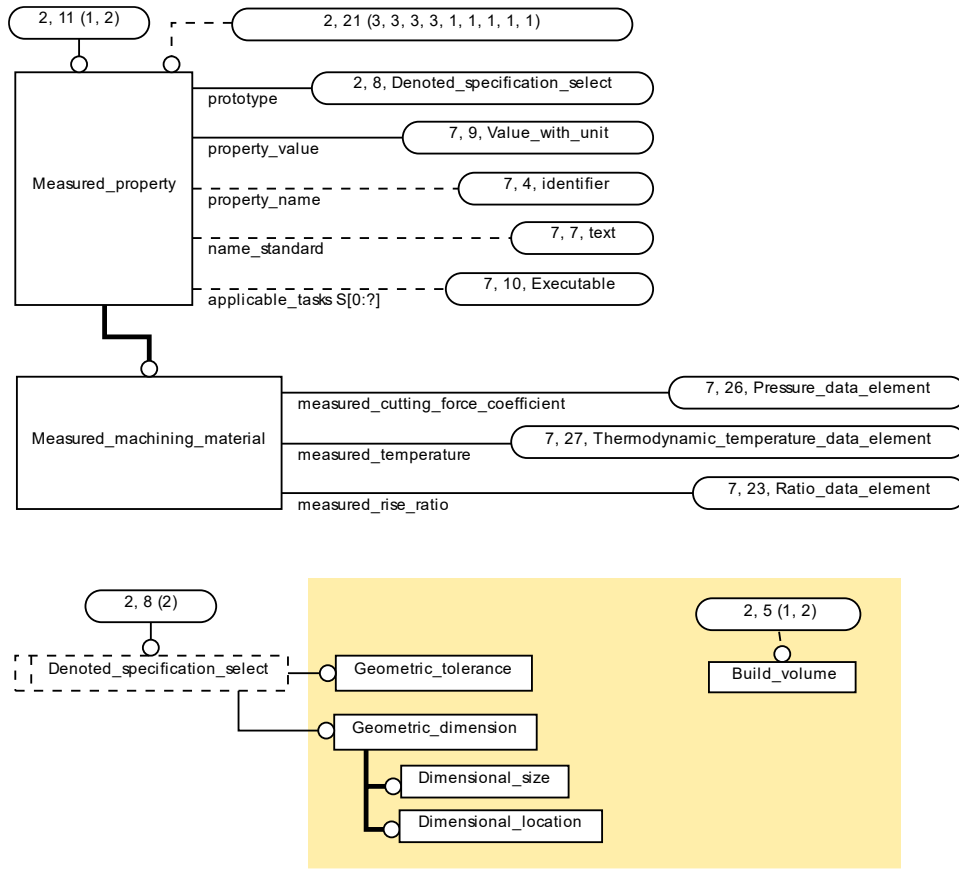 2, 11 (1, 2)
2, 21 (3, 3, 3, 3, 1, 1, 1, 1, 1)
Measured_property
prototype
2, 8, Denoted_specification_select
property_value
7, 9, Value_with_unit
property_name
7, 4, identifier
name_standard
7, 7, text
applicable_tasks S[0:?]
7, 10, Executable
Measured_machining_material
measured_cutting_force_coefficient
7, 26, Pressure_data_element
measured_temperature
7, 27, Thermodynamic_temperature_data_element
measured_rise_ratio
7, 23, Ratio_data_element
2, 8 (2)
Denoted_specification_select
Geometric_tolerance
Geometric_dimension
Dimensional_size
Dimensional_location
2, 5 (1, 2)
Build_volume